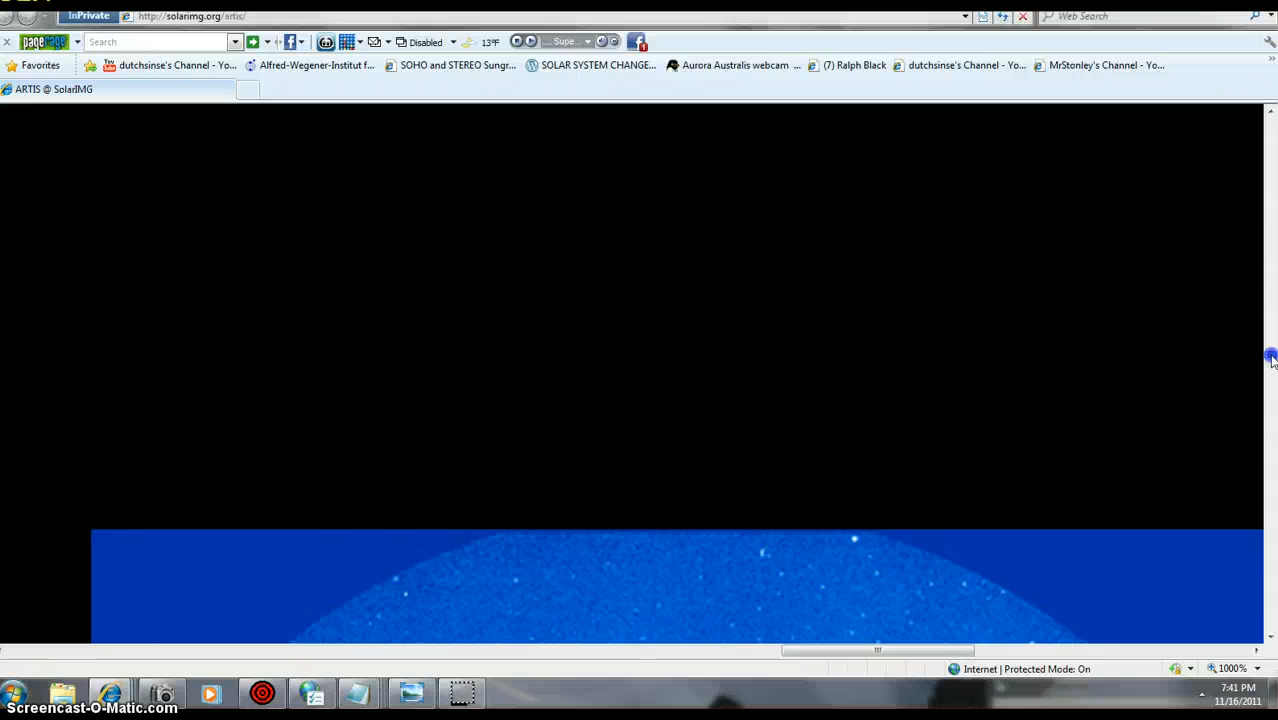 InPrivate http://solarimg.org/artis/ Web Search
pagepage Search Disabled 13°F Supe...
Favorites dutchsinse's Channel - Yo... Alfred-Wegener-Institut f... SOHO and STEREO Sungr... SOLAR SYSTEM CHANGE... Aurora Australis webcam ... (7) Ralph Black dutchsinse's Channel - Yo... MrStonley's Channel - Yo...
ARTIS @ SolarIMG
Internet | Protected Mode: On 1000%
7:41 PM
11/16/2011
Screencast-O-Matic.com